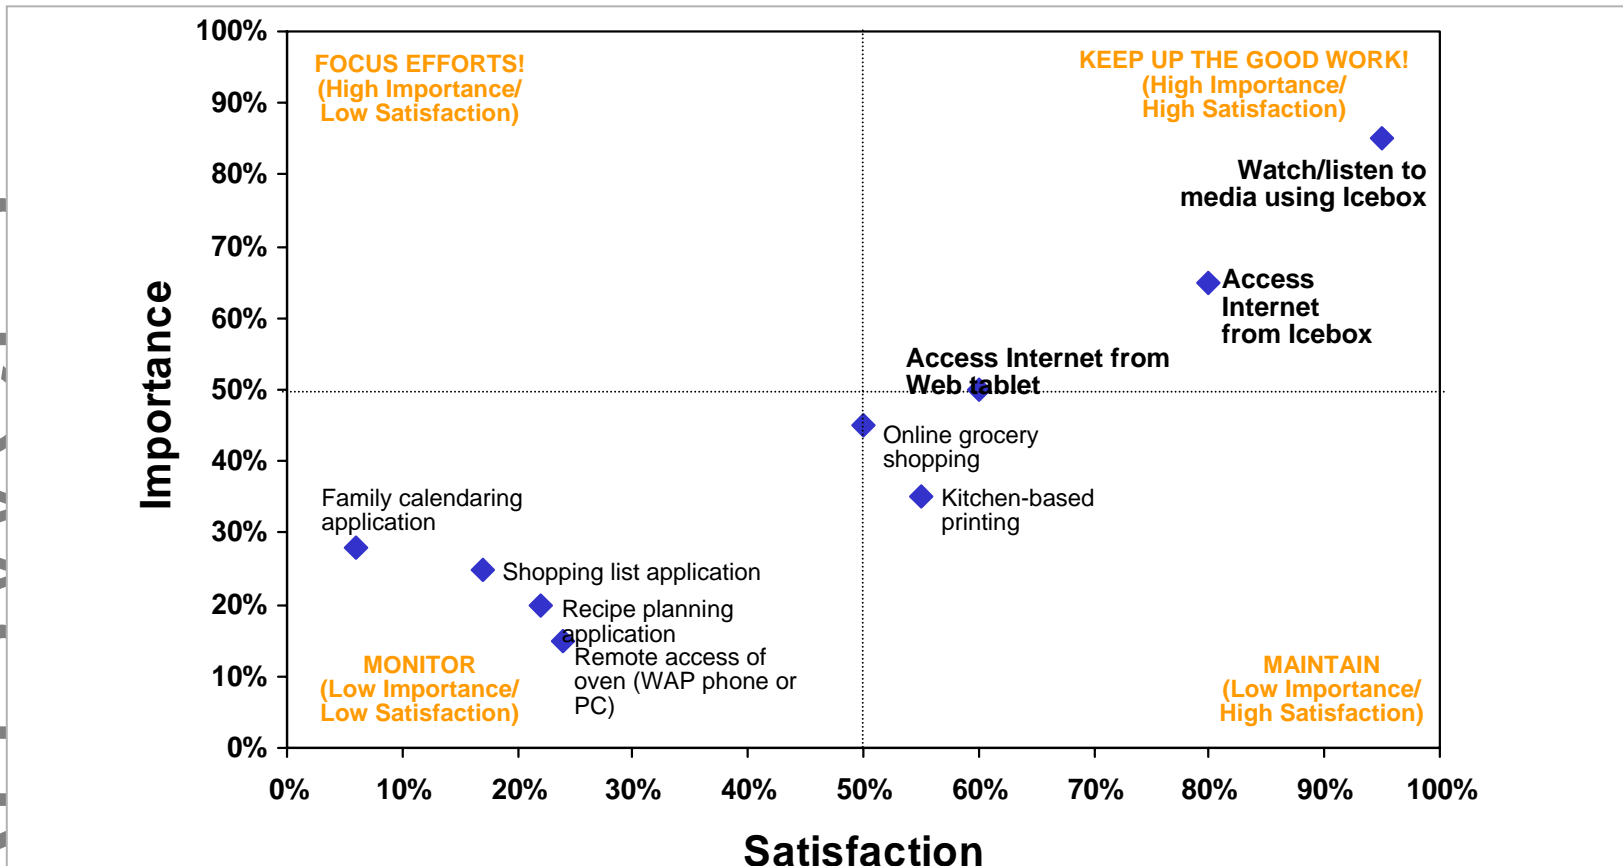 100%
90%
80%
70%
60%
50%
40%
30%
20%
10%
0%
Importance
FOCUS EFFORTS!
(High Importance/
Low Satisfaction)
KEEP UP THE GOOD WORK!
(High Importance/
High Satisfaction)
Watch/listen to
media using Icebox
Access
Internet
from Icebox
Access Internet from
Web tablet
Online grocery
shopping
Kitchen-based
printing
Family calendaring
application
Shopping list application
Recipe planning
application
Remote access of
oven (WAP phone or
PC)
MONITOR
(Low Importance/
Low Satisfaction)
MAINTAIN
(Low Importance/
High Satisfaction)
0%
10%
20%
30%
40%
50%
60%
70%
80%
90%
100%
Satisfaction